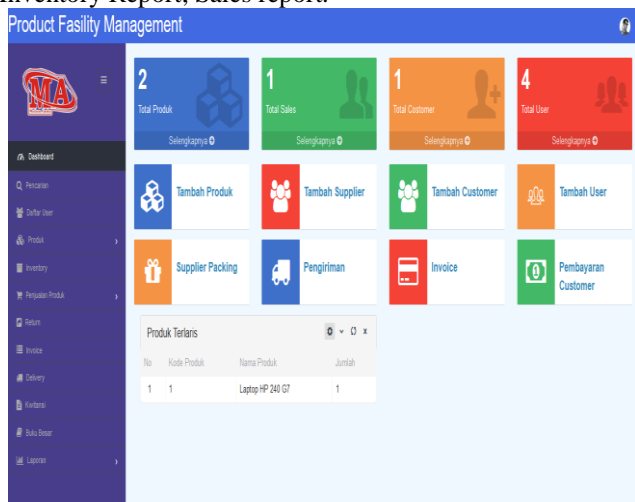 Inventory Report, Sales report.
Product Fasility Management
MA
2
Total Produk
Selengkapnya
1
Total Sales
Selengkapnya
1
Total Customer
Selengkapnya
4
Total User
Selengkapnya
Dashboard
Pencarian
Daftar User
Produk
Inventory
Penjualan Produk
Return
Invoice
Delivery
Kwitansi
Buku Besar
Laporan
Tambah Produk
Tambah Supplier
Tambah Customer
Tambah User
Supplier Packing
Pengiriman
Invoice
Pembayaran
Customer
Produk Terlaris
No Kode Produk Nama Produk Jumlah
1 1 Laptop HP 240 G7 1